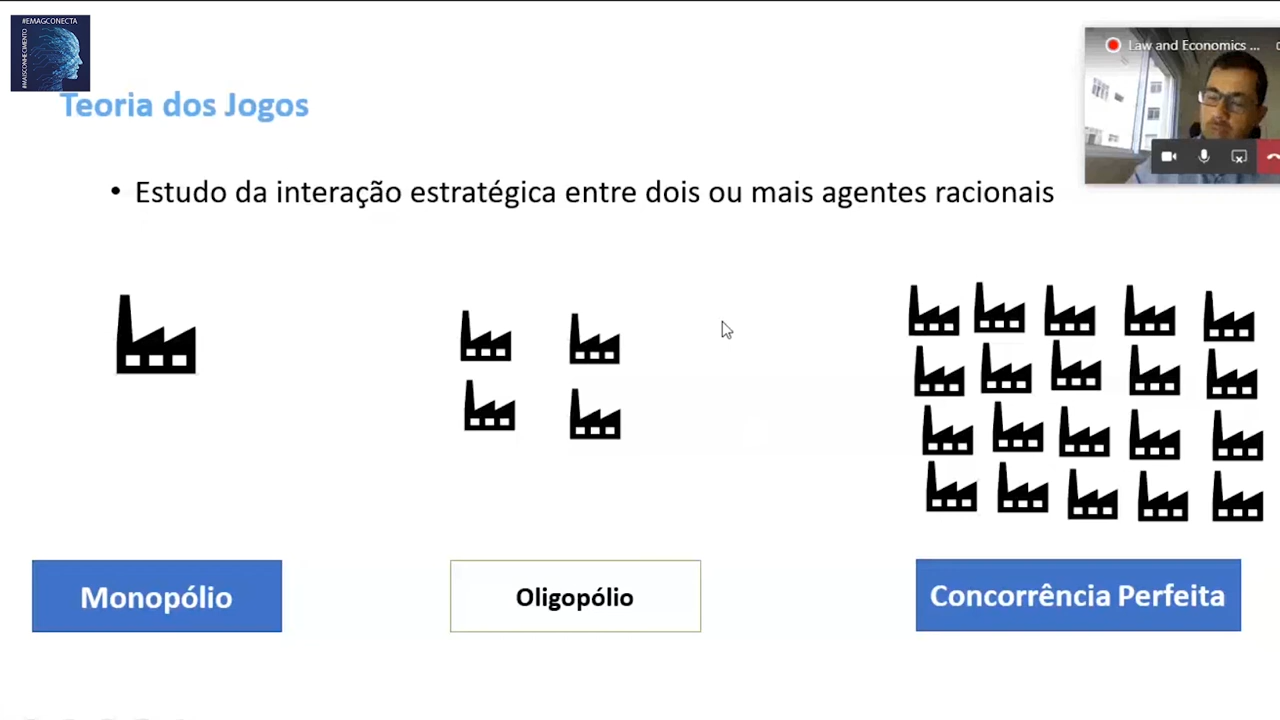 #EMAGCONECTA
#MAISCONHECIMENTO
Law and Economics ...
Teoria dos Jogos
• Estudo da interação estratégica entre dois ou mais agentes racionais
Monopólio
Oligopólio
Concorrência Perfeita